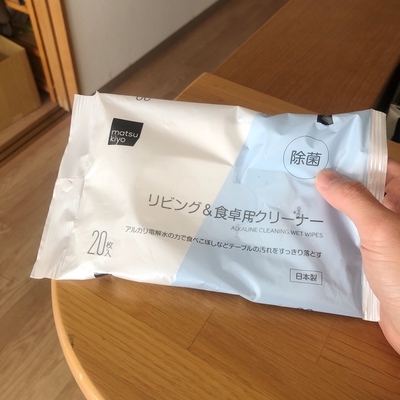 matsu
kiyo
除菌
リビング&食卓用クリーナー
ALKALINE CLEANING WET WIPES
20枚入
アルカリ電解水の力で食べこぼしなどテーブルの汚れをすっきり落とす
日本製